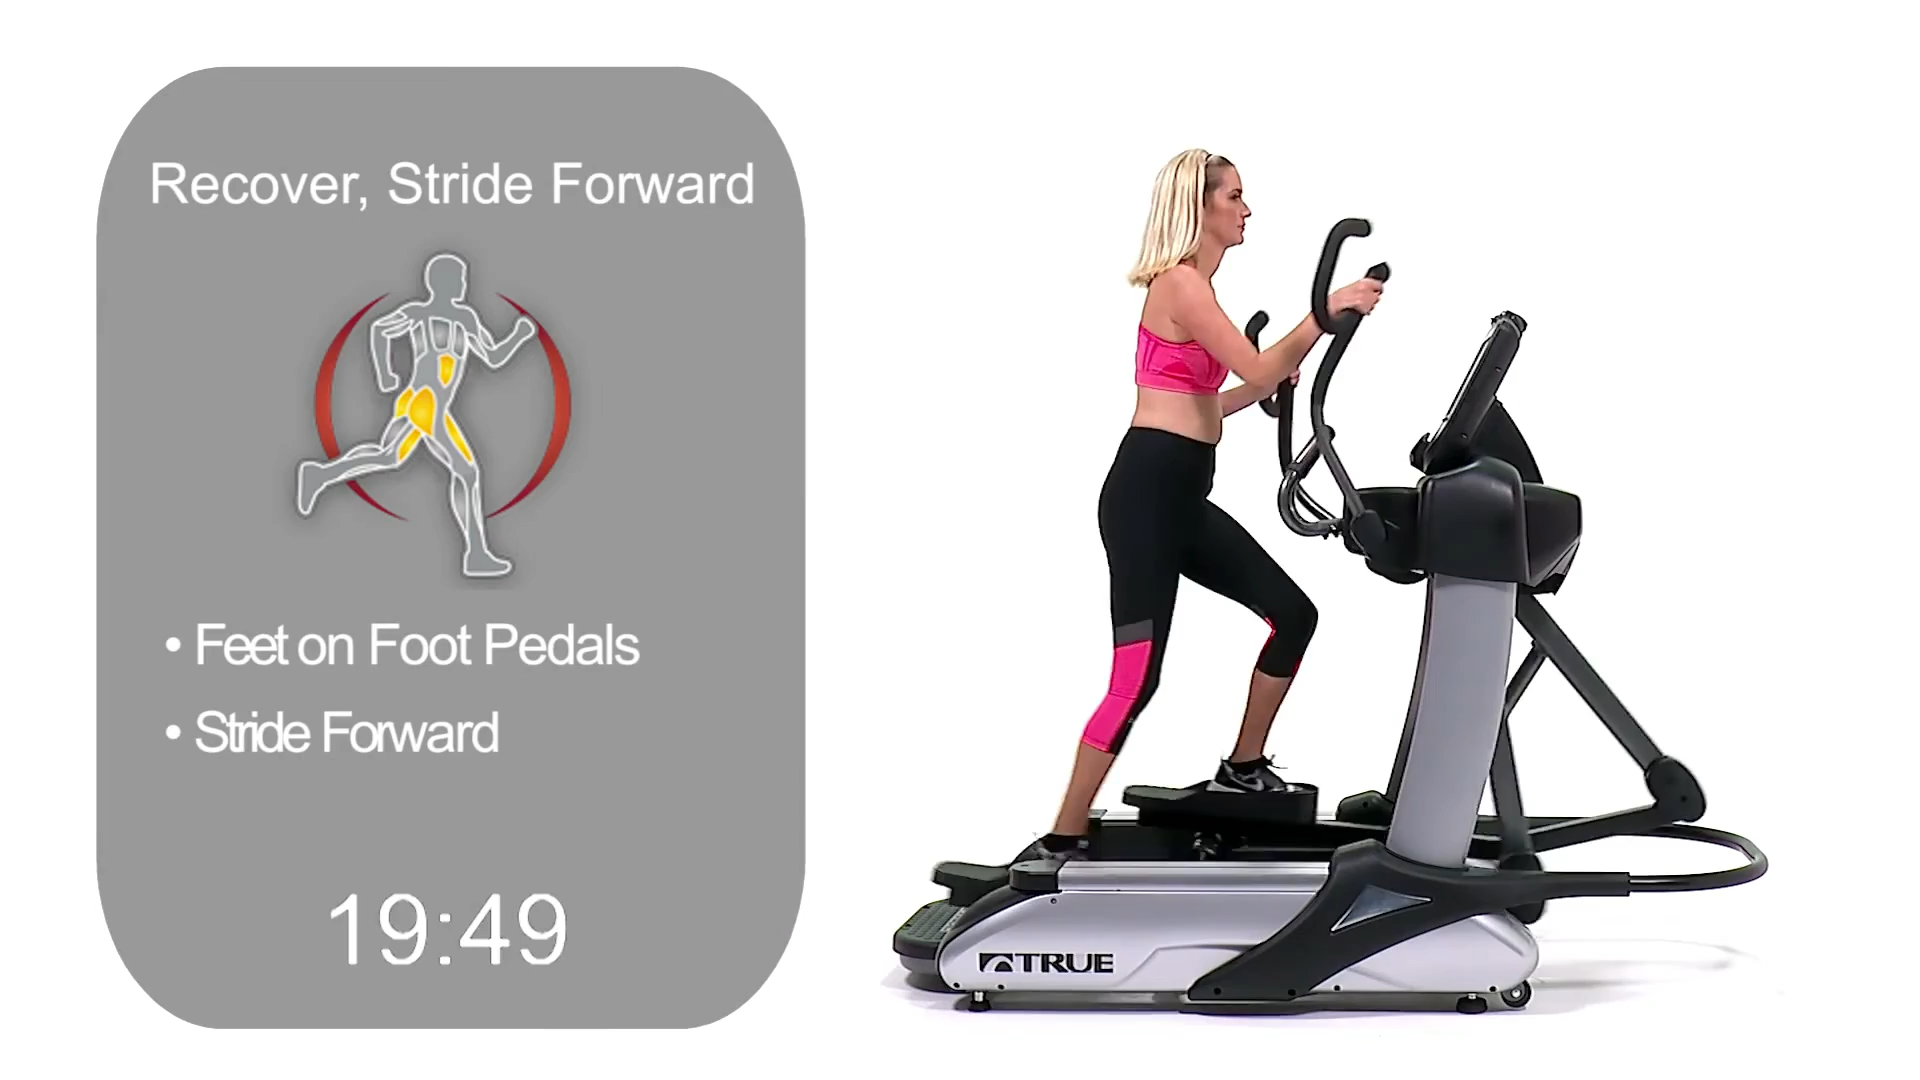 Recover, Stride Forward
• Feet on Foot Pedals
• Stride Forward
19:49
TRUE